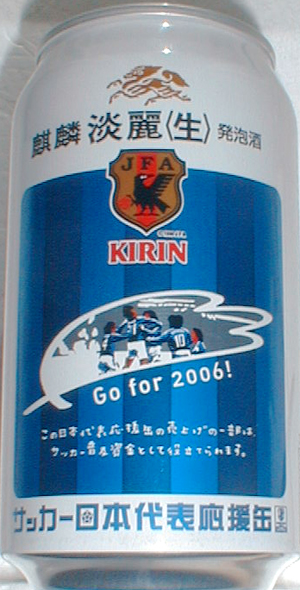 麒麟 淡麗〈生〉 発泡酒
JFA
KIRIN
10
Go for 2006!
この日本代表応援缶の売上げの一部は、
サッカー普及資金として役立てられます。
サッカー日本代表応援缶